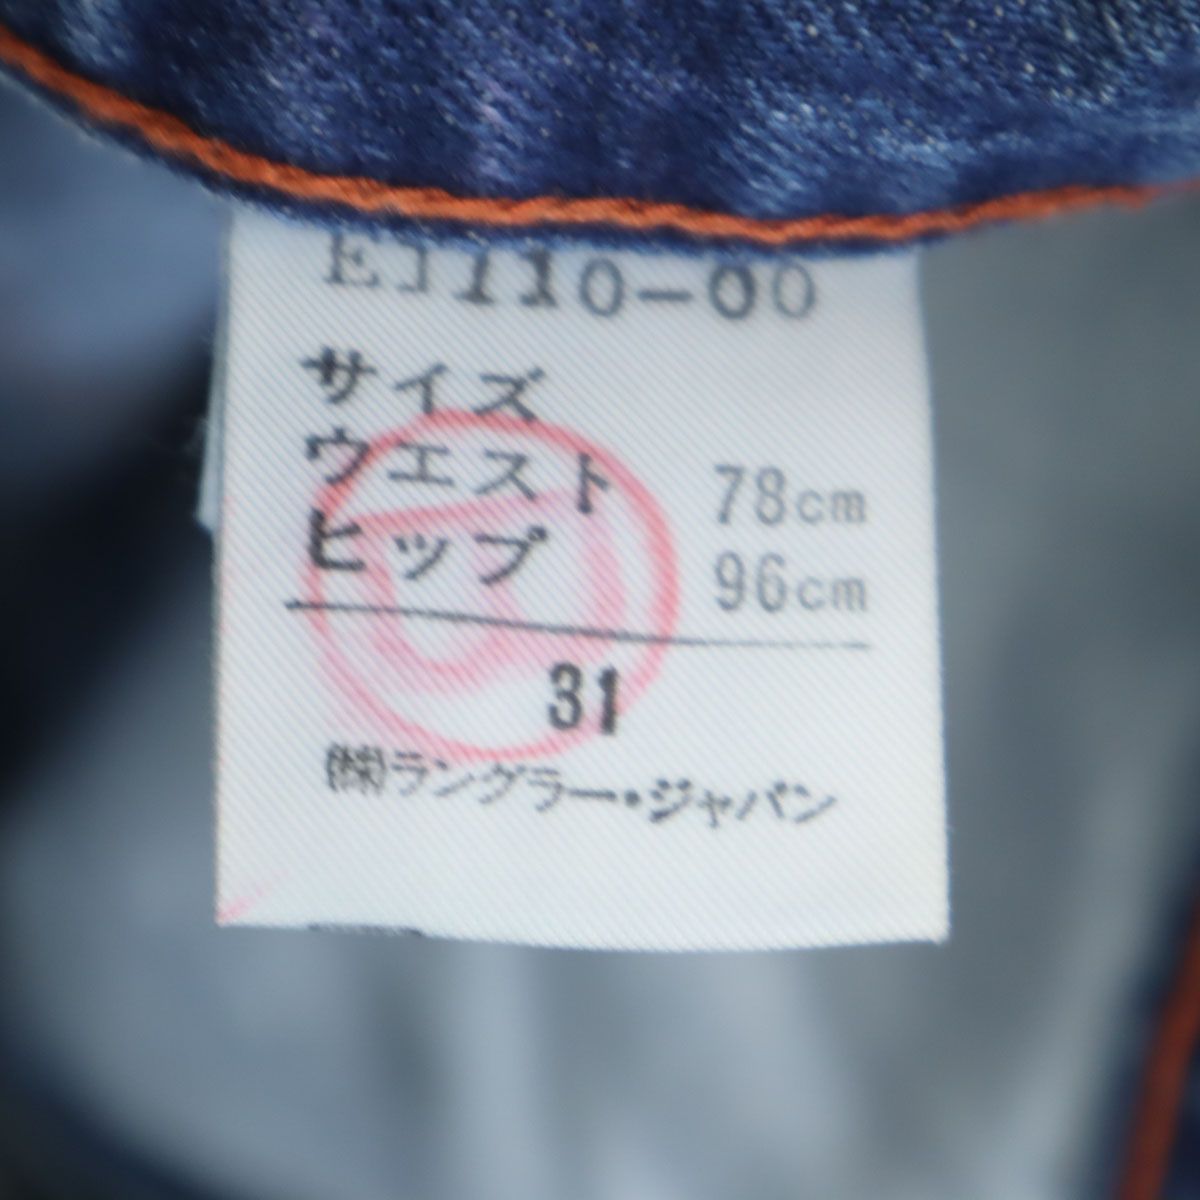 E1110-00
サイズ
ウエスト 78cm
ヒップ 96cm
31
(株)ラングラー・ジャパン